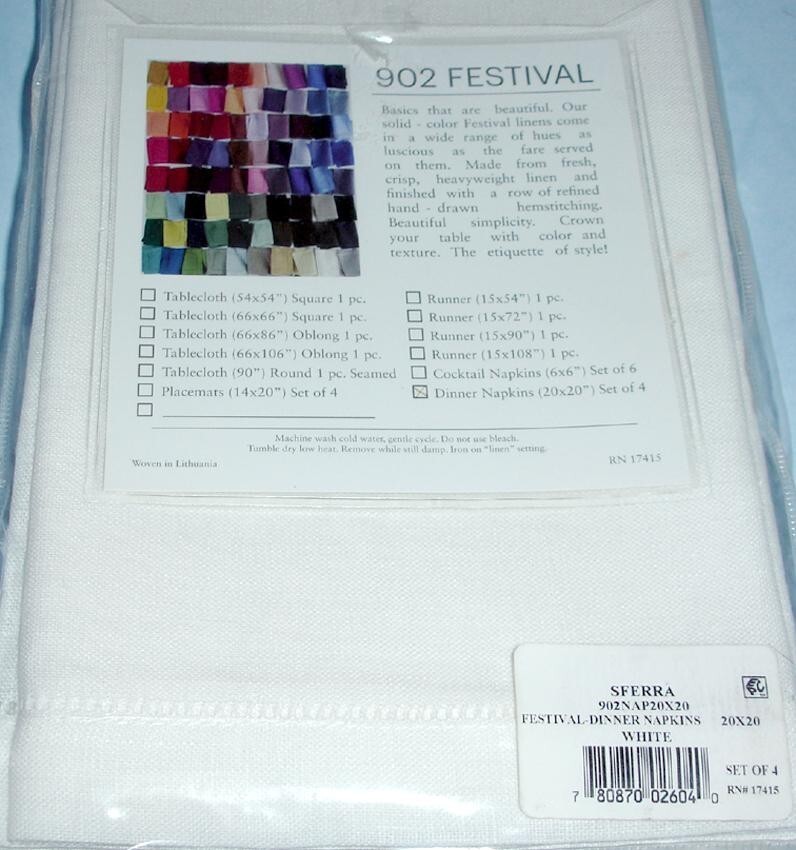 902 FESTIVAL
Basics that are beautiful. Our
solid - color Festival linens come
in a wide range of hues as
luscious as the fare served
on them. Made from fresh,
crisp, heavyweight linen and
finished with a row of refined
hand - drawn hemstitching.
Beautiful simplicity. Crown
your table with color and
texture. The etiquette of style!
Tablecloth (54x54") Square 1 pc.
Tablecloth (66x66") Square 1 pc.
Tablecloth (66x86") Oblong 1 pc.
Tablecloth (66x106") Oblong 1 pc.
Tablecloth (90") Round 1 pc. Seamed
Placemats (14x20") Set of 4
Runner (15x54") 1 pc.
Runner (15x72") 1 pc.
Runner (15x90") 1 pc.
Runner (15x108") 1 pc.
Cocktail Napkins (6x6") Set of 6
Dinner Napkins (20x20") Set of 4
Machine wash cold water, gentle cycle. Do not use bleach.
Tumble dry low heat. Remove while still damp. Iron on "linen" setting.
Woven in Lithuania
RN 17415
SFERRA
902NAP20X20
FESTIVAL-DINNER NAPKINS 20X20
WHITE
SET OF 4
7 80870 02604 0
RN# 17415